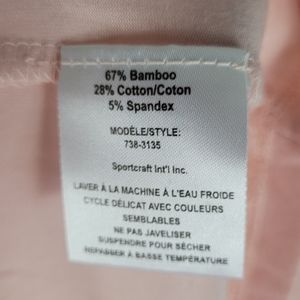 67% Bamboo
28% Cotton/Coton
5% Spandex
MODÈLE/STYLE:
738-3135
Sportcraft Int'l Inc.
LAVER À LA MACHINE À L'EAU FROIDE
CYCLE DÉLICAT AVEC COULEURS
SEMBLABLES
NE PAS JAVELISER
SUSPENDRE POUR SÉCHER
REPASSER À BASSE TEMPÉRATURE